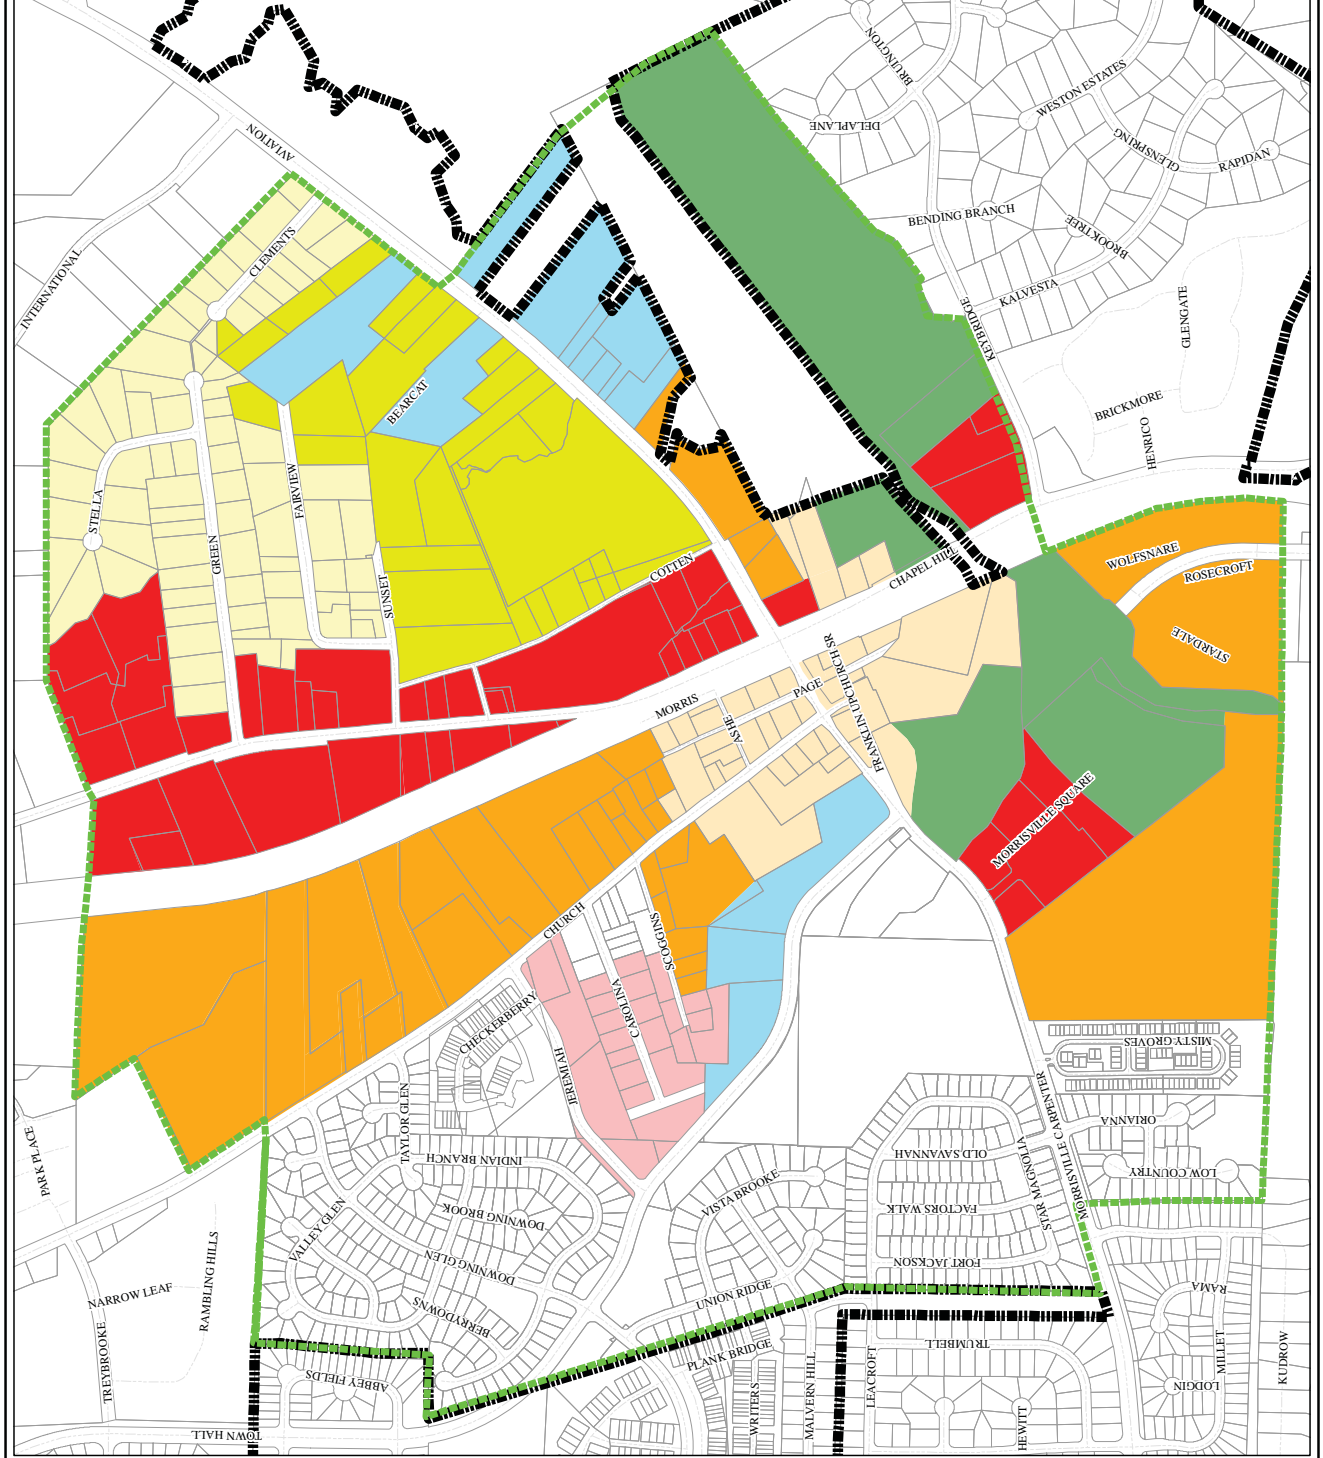 BRUINGTON
WESTON ESTATES
DELAPLANE
AVIATION
GLENSPRING
RAPIDAN
BENDING BRANCH
BROOKTREE
CLEMENTS
INTERNATIONAL
KALVESTA
KEYBRIDGE
GLENGATE
BEARCAT
BRICKMORE
HENRICO
STELLA
FAIRVIEW
GREEN
COTTEN
CHAPEL HILL
WOLFSNARE
ROSECROFT
SUNSET
STARDALE
FRANKLIN UPCHURCH SR
PAGE
MORRIS
ASHE
MORRISVILLE SQUARE
CHURCH
SCOGGINS
CAROLINA
CHECKERBERRY
JEREMIAH
MISTY GROVES
TAYLOR GLEN
MORRISVILLE CARPENTER
ORIANNA
PARK PLACE
INDIAN BRANCH
OLD SAVANNAH
STAR MAGNOLIA
LOW COUNTRY
VISTA BROOKE
VALLEY GLEN
DOWNING BROOK
FACTORS WALK
RAMBLING HILLS
DOWNING GLEN
FORT JACKSON
NARROW LEAF
UNION RIDGE
RAMA
BERRYDOWNS
TREYBROOKE
PLANK BRIDGE
TRUMBELL
MILLET
KUDROW
ABBEY FIELDS
LEACROFT
MALVERN HILL
WRITERS
LODGIN
HEWITT
TOWN HALL